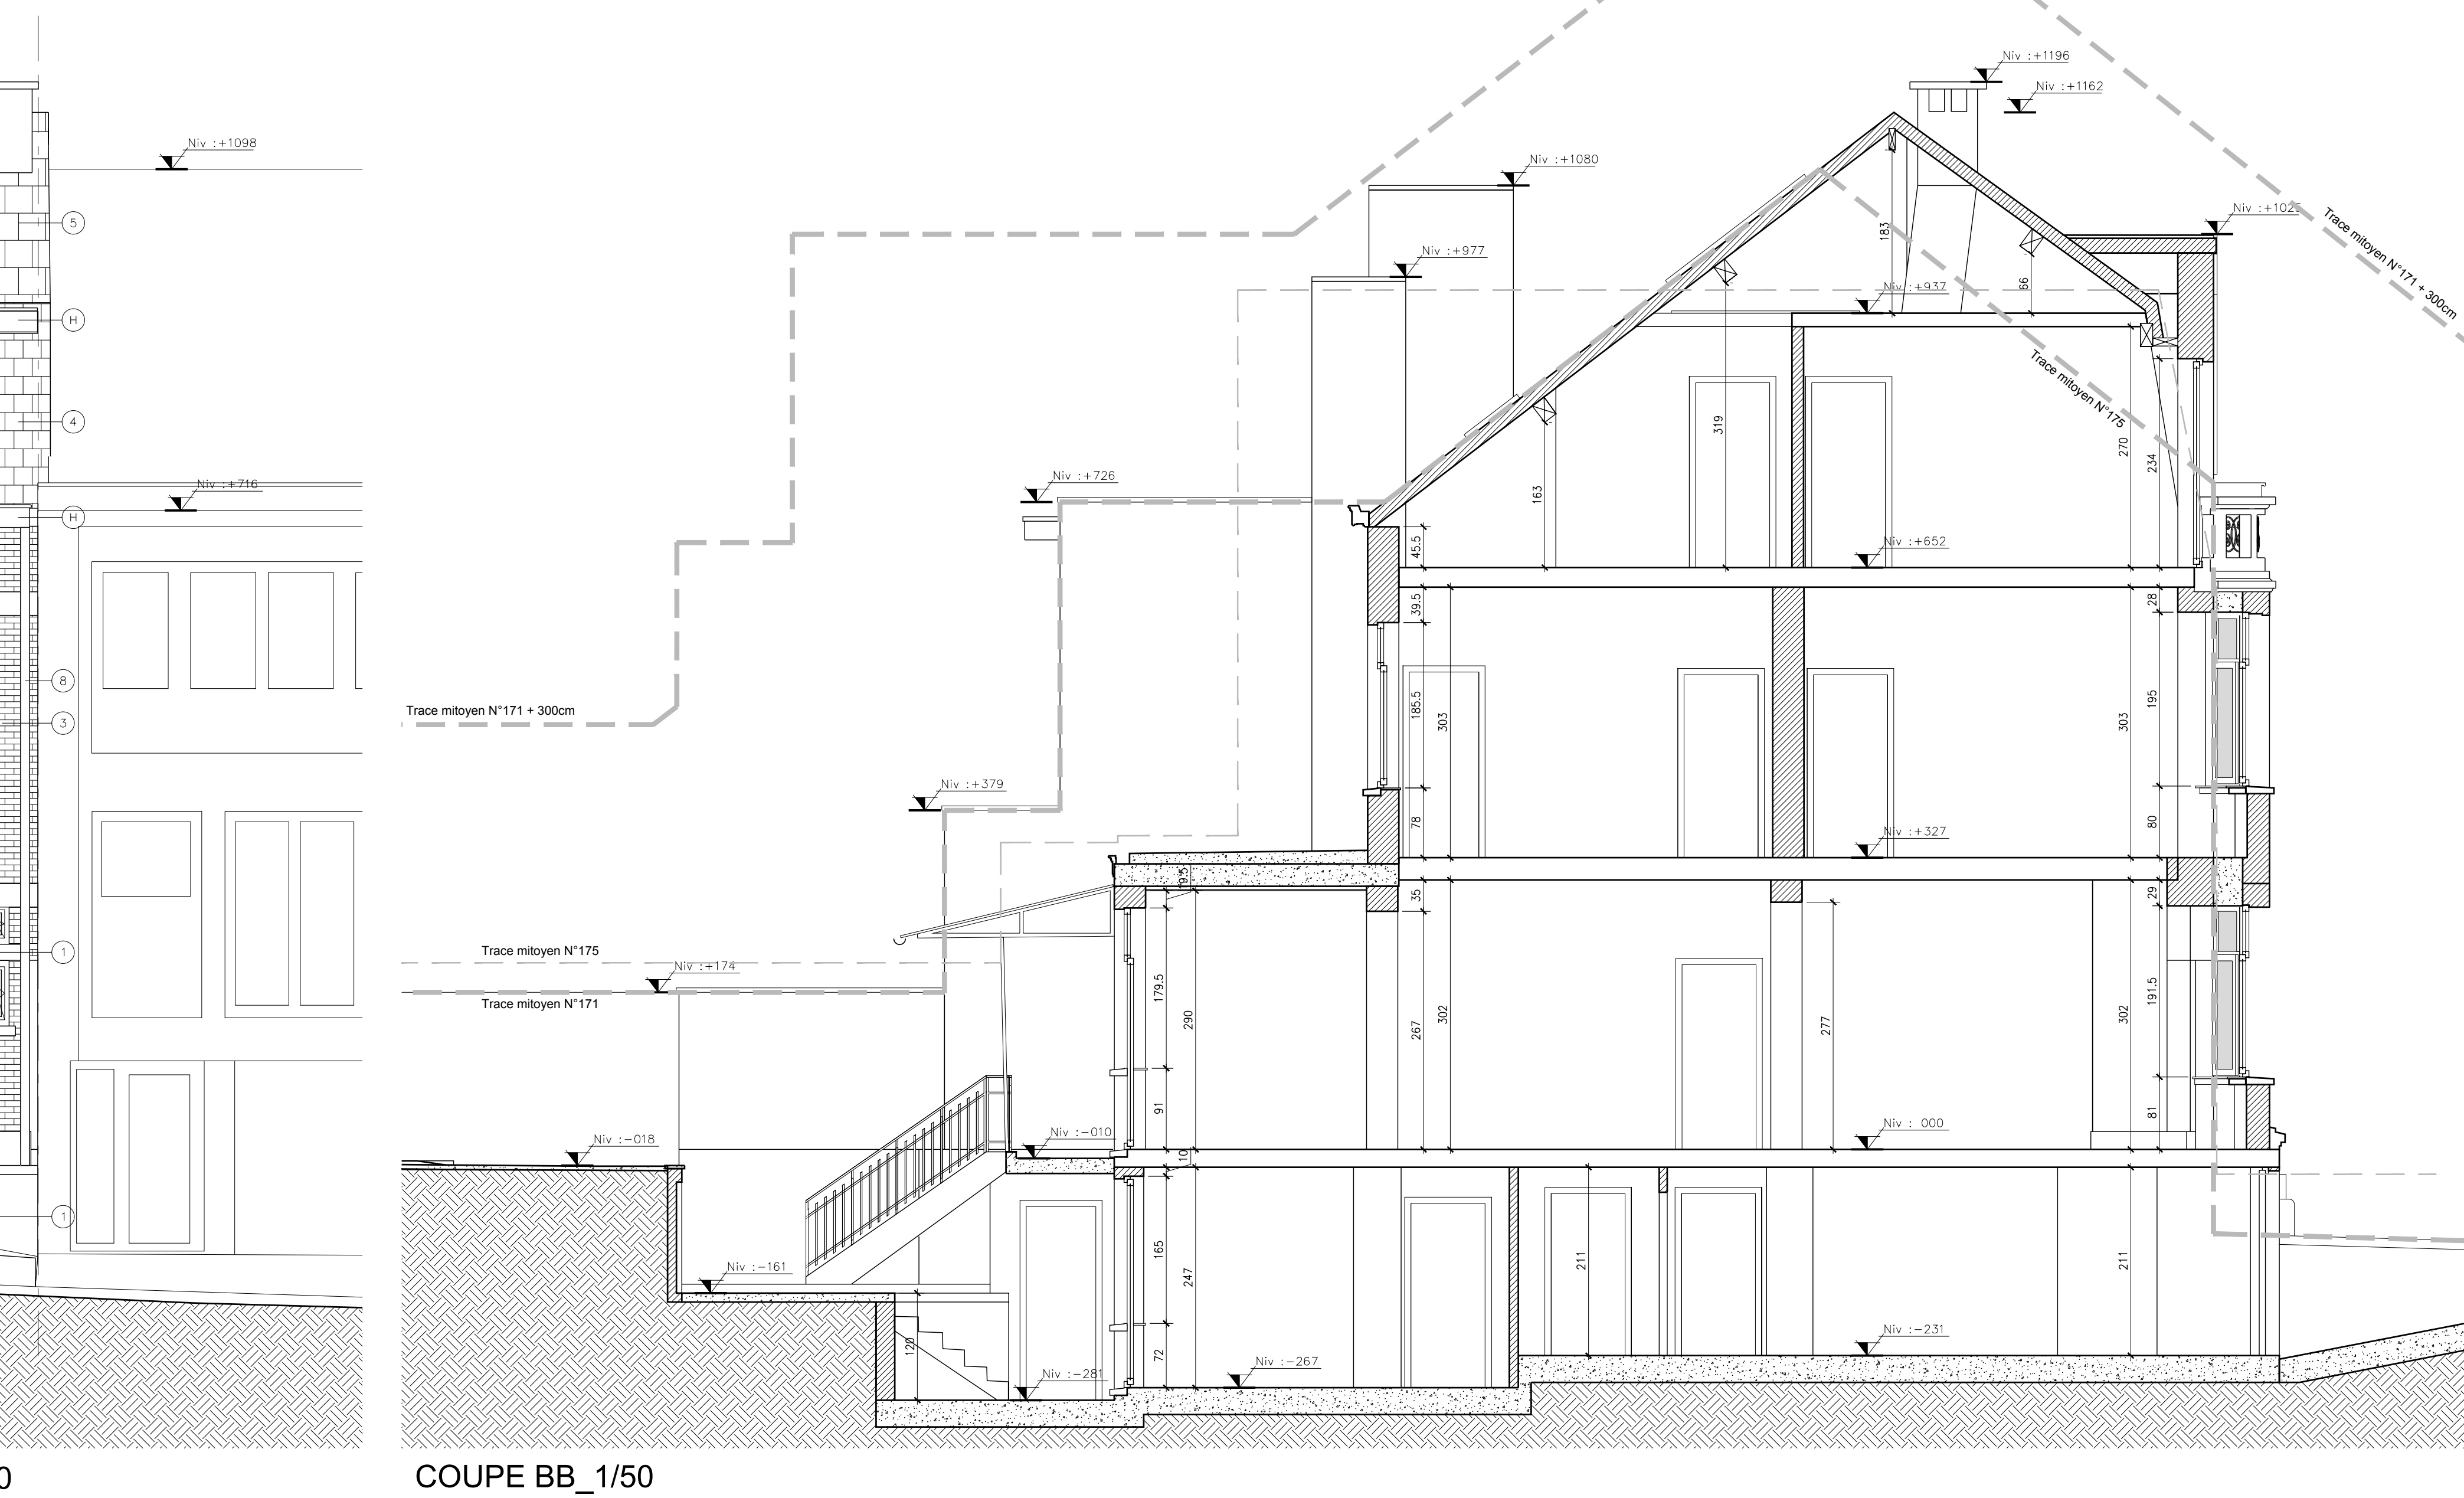 Niv :+1196
Niv :+1162
Niv :+1098
Niv :+1080
5
Niv :+977
183
Trace mitoyen N°171 + 300cm
66
Niv :+937
H
Trace mitoyen N°175
4
319
270
234
163
Niv :+726
Niv :+716
H
45.5
Niv :+652
39.5
28
8
3
Trace mitoyen N°171 + 300cm
185.5
303
303
195
Niv :+379
78
Niv :+327
80
19.5
35
29
1
Trace mitoyen N°175
Niv :+174
Trace mitoyen N°171
179.5
290
267
302
277
302
191.5
91
Niv : 000
81
Niv :-018
Niv :-010
10
1
165
247
211
211
Niv :-161
120
72
Niv :-231
Niv :-267
Niv :-281
0
COUPE BB_1/50